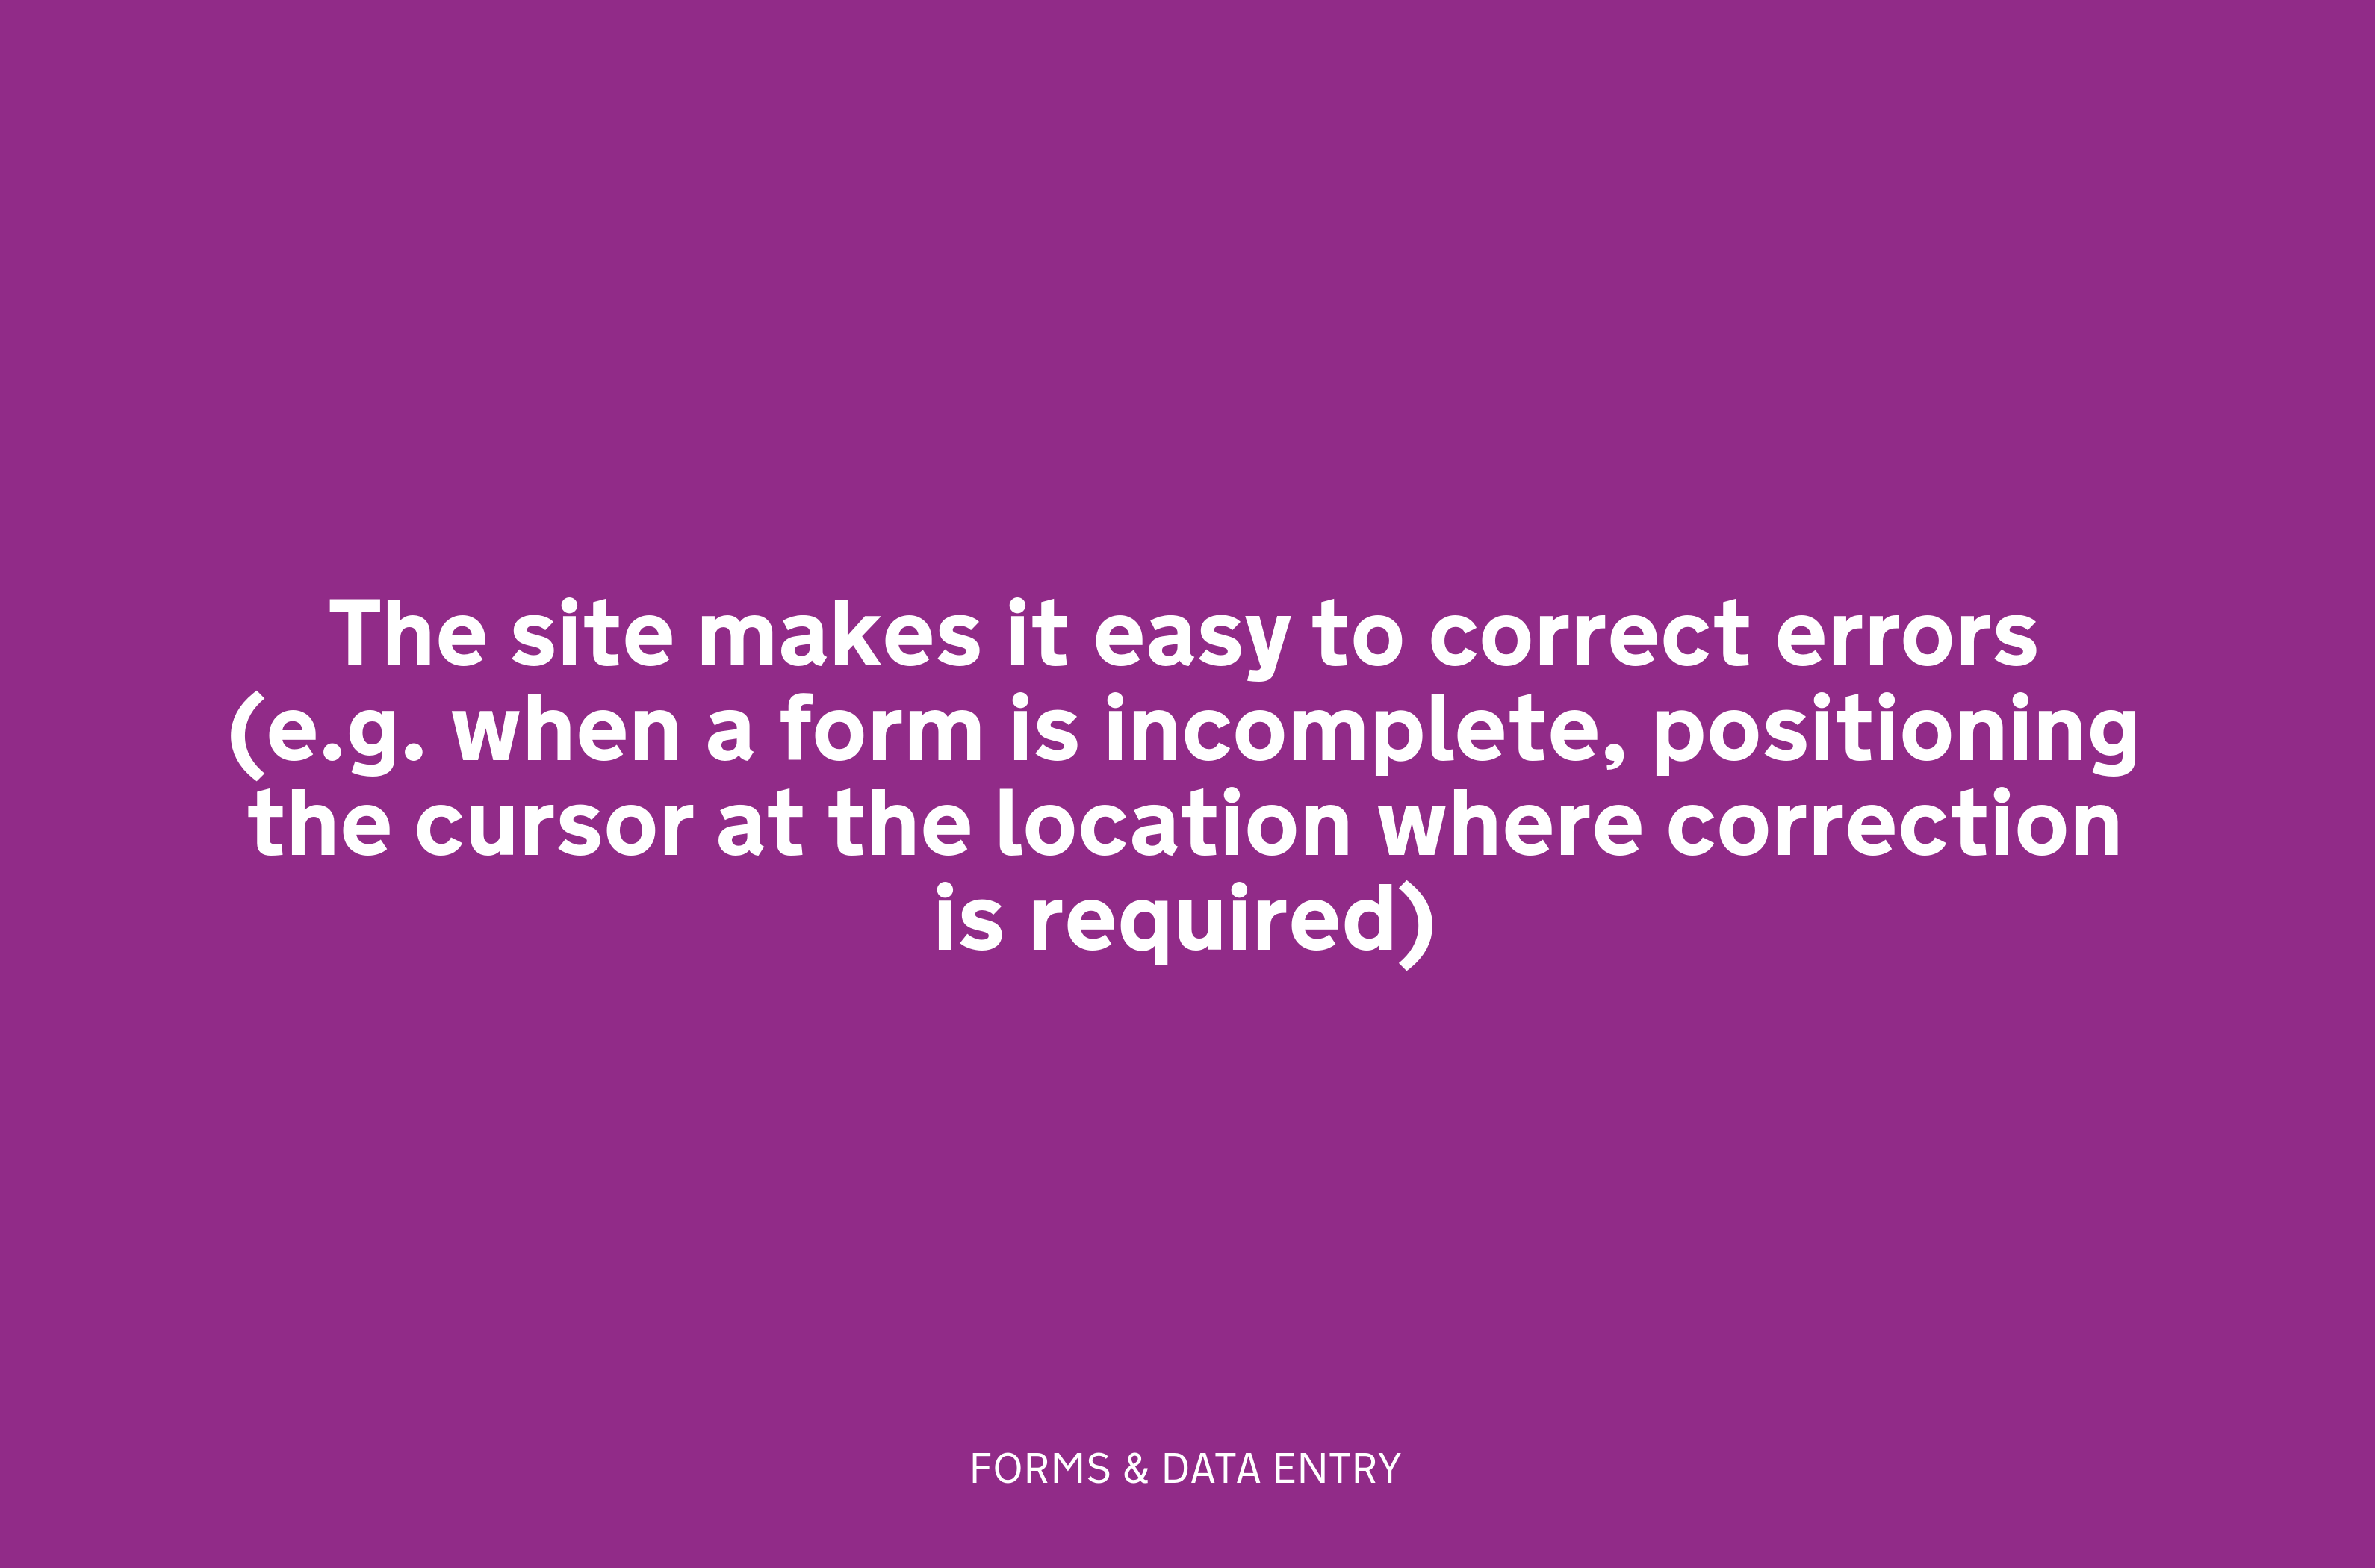 The site makes it easy to correct errors
(e.g. when a form is incomplete, positioning
the cursor at the location where correction
is required)
FORMS & DATA ENTRY